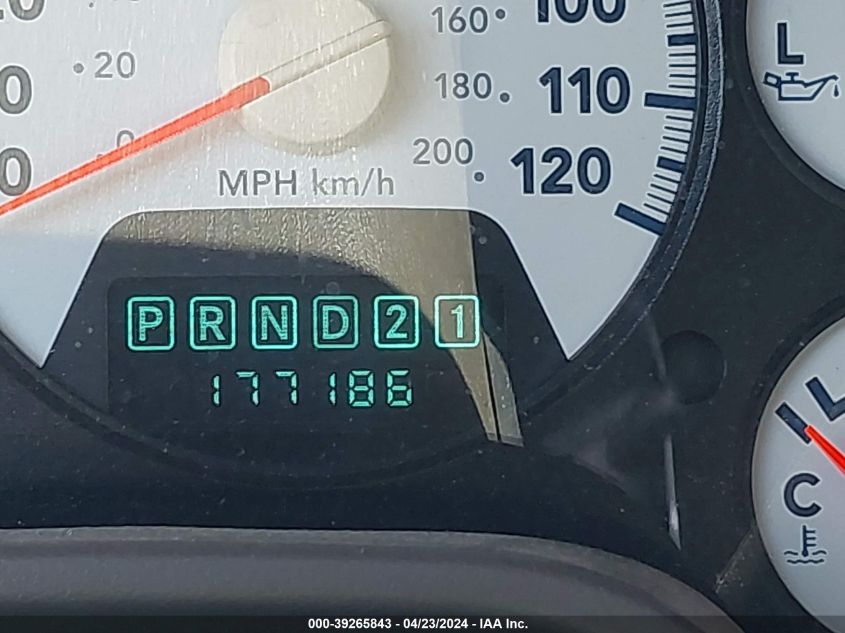 160 100
20
180 110
0
200 120
MPH km/h
P R N D 2 1
177186
L
L
C
000-39265843 - 04/23/2024 - IAA Inc.